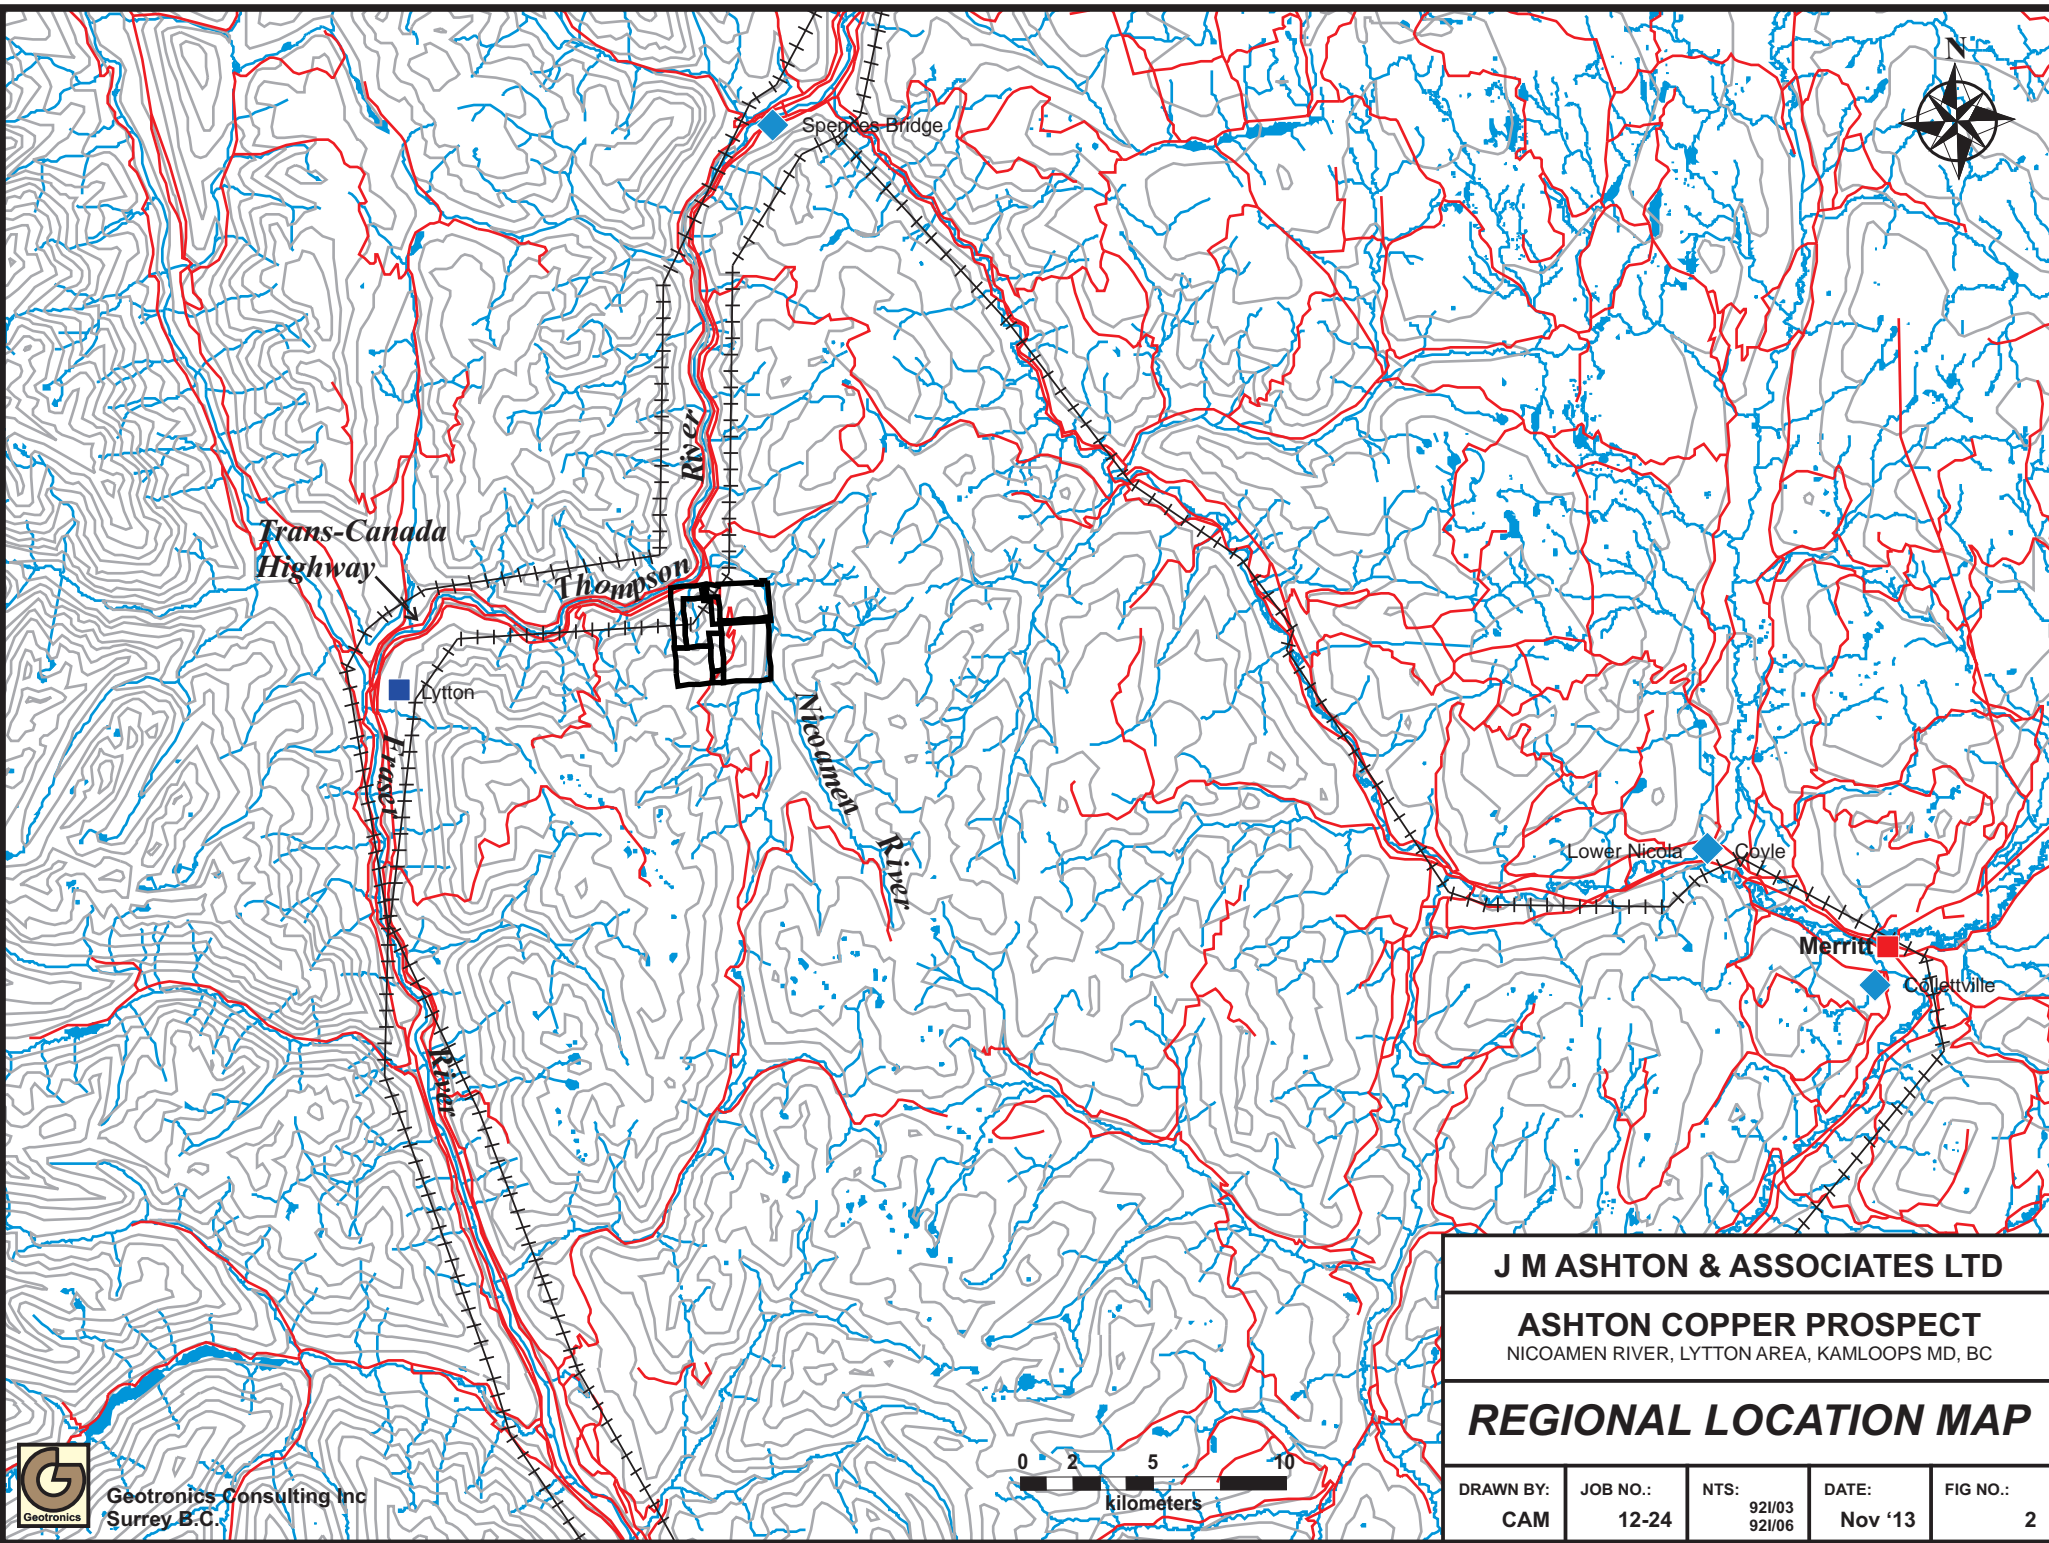 N
Spences Bridge
River
Trans-Canada
Highway
Thompson
Lytton
Nicoamen
River
Fraser
River
Lower Nicola
Coyle
Merritt
Collettville
J M ASHTON & ASSOCIATES LTD
ASHTON COPPER PROSPECT
NICOAMEN RIVER, LYTTON AREA, KAMLOOPS MD, BC
REGIONAL LOCATION MAP
0 2 5 10
kilometers
DRAWN BY:
CAM
JOB NO.:
12-24
NTS:
92I/03
92I/06
DATE:
Nov ‘13
FIG NO.:
2
G
Geotronics
Geotronics Consulting Inc
Surrey B.C.